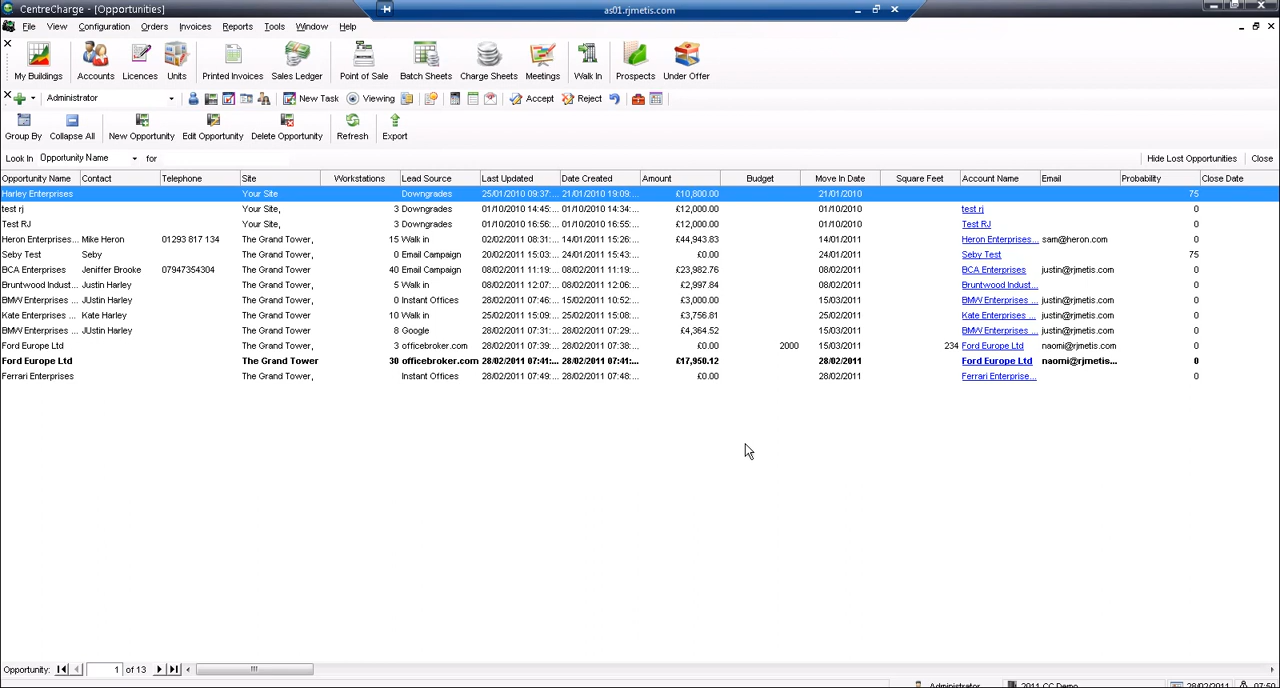 CentreCharge - [Opportunities]
as01.rjmetis.com
File View Configuration Orders Invoices Reports Tools Window Help
My Buildings Accounts Licences Units Printed Invoices Sales Ledger Point of Sale Batch Sheets Charge Sheets Meetings Walk In Prospects Under Offer
Administrator New Task Viewing Accept Reject
Group By Collapse All New Opportunity Edit Opportunity Delete Opportunity Refresh Export
Look In Opportunity Name for Hide Lost Opportunities Close
Opportunity Name Contact Telephone Site Workstations Lead Source Last Updated Date Created Amount Budget Move In Date Square Feet Account Name Email Probability Close Date
Harley Enterprises Your Site Downgrades 25/01/2010 09:37:... 21/01/2010 19:09:... £10,800.00 21/01/2010 75
test rj Your Site, 3 Downgrades 01/10/2010 14:45:... 01/10/2010 14:34:... £12,000.00 01/10/2010 test rj 0
Test RJ Your Site, 3 Downgrades 01/10/2010 16:56:... 01/10/2010 16:55:... £12,000.00 01/10/2010 Test RJ 0
Heron Enterprises... Mike Heron 01293 817 134 The Grand Tower, 15 Walk in 02/02/2011 08:31:... 14/01/2011 15:26:... £44,943.83 14/01/2011 Heron Enterprises... sam@heron.com 0
Seby Test Seby The Grand Tower, 0 Email Campaign 20/02/2011 15:03:... 24/01/2011 15:43:... £0.00 24/01/2011 Seby Test 75
BCA Enterprises Jeniffer Brooke 07947354304 The Grand Tower 40 Email Campaign 08/02/2011 11:19:... 08/02/2011 11:19:... £23,982.76 08/02/2011 BCA Enterprises justin@rjmetis.com 0
Bruntwood Indust... Justin Harley The Grand Tower 5 Walk in 08/02/2011 12:07:... 08/02/2011 12:06:... £2,997.84 08/02/2011 Bruntwood Indust... 0
BMW Enterprises ... JUstin Harley The Grand Tower, 0 Instant Offices 28/02/2011 07:46:... 15/02/2011 10:52:... £3,000.00 15/03/2011 BMW Enterprises ... justin@rjmetis.com 0
Kate Enterprises ... Kate Harley The Grand Tower, 10 Walk in 25/02/2011 15:09:... 25/02/2011 15:08:... £3,756.81 25/02/2011 Kate Enterprises ... justin@rjmetis.com 0
BMW Enterprises ... JUstin Harley The Grand Tower 8 Google 28/02/2011 07:31:... 28/02/2011 07:29:... £4,364.52 15/03/2011 BMW Enterprises ... justin@rjmetis.com 0
Ford Europe Ltd The Grand Tower, 3 officebroker.com 28/02/2011 07:39:... 28/02/2011 07:38:... £0.00 2000 15/03/2011 234 Ford Europe Ltd naomi@rjmetis.com 0
Ford Europe Ltd The Grand Tower 30 officebroker.com 28/02/2011 07:41:... 28/02/2011 07:41:... £17,950.12 28/02/2011 Ford Europe Ltd naomi@rjmetis... 0
Ferrari Enterprises The Grand Tower, Instant Offices 28/02/2011 07:49:... 28/02/2011 07:48:... £0.00 28/02/2011 Ferrari Enterprise... 0
Opportunity: 1 of 13
Administrator 2011 CC Demo 28/02/2011 07:50